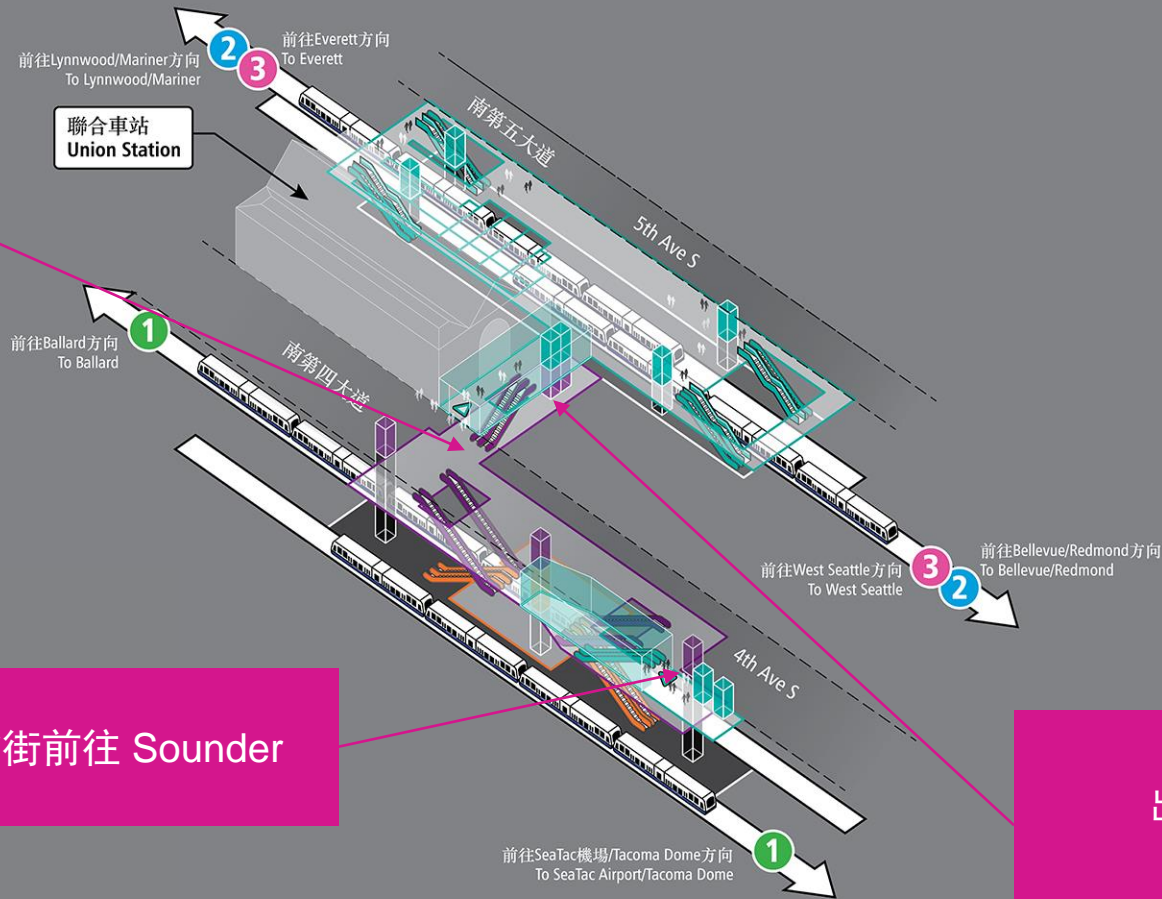 前往Lynnwood/Mariner方向
To Lynnwood/Mariner
2
3
前往Everett方向
To Everett
聯合車站
Union Station
南第五大道
5th Ave S
前往Ballard方向
To Ballard
1
南第四大道
前往West Seattle方向
To West Seattle
3
2
前往Bellevue/Redmond方向
To Bellevue/Redmond
4th Ave S
街前往 Sounder
前往SeaTac機場/Tacoma Dome方向
To SeaTac Airport/Tacoma Dome
1